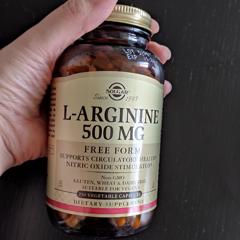 SOLGAR
Since 1947
L-ARGININE
500 MG
FREE FORM
SUPPORTS CIRCULATORY HEALTH
NITRIC OXIDE STIMULATION
Non-GMO
GLUTEN, WHEAT & DAIRY FREE
SUITABLE FOR VEGANS
250 VEGETABLE CAPSULES
DIETARY SUPPLEMENT